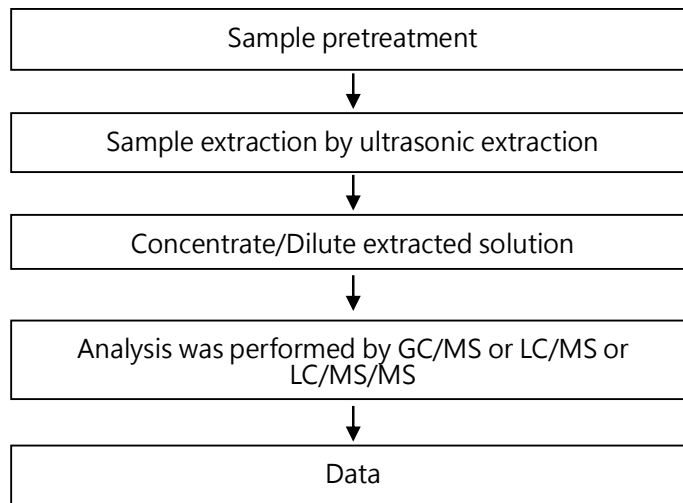 Sample pretreatment
Sample extraction by ultrasonic extraction
Concentrate/Dilute extracted solution
Analysis was performed by GC/MS or LC/MS or
LC/MS/MS
Data